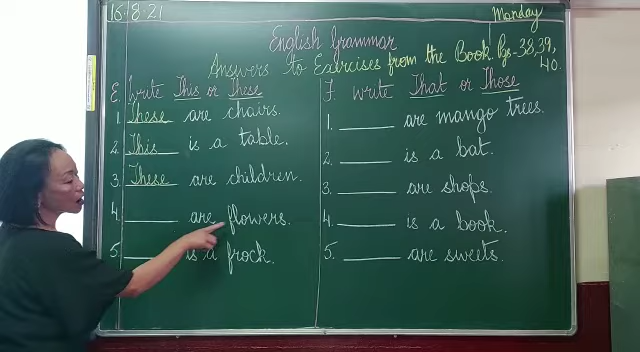 16.8.21
Monday
English Grammar
Answers to Exercises from the Book. Pgs-38,39,
40.
E. Write This or These
1. These are chairs.
2. This is a table.
3. These are children.
4. ______ are flowers.
5. ______ is a frock.
F. write That or Those
1. ______ are mango trees.
2. ______ is a bat.
3. ______ are shops.
4. ______ is a book.
5. ______ are sweets.